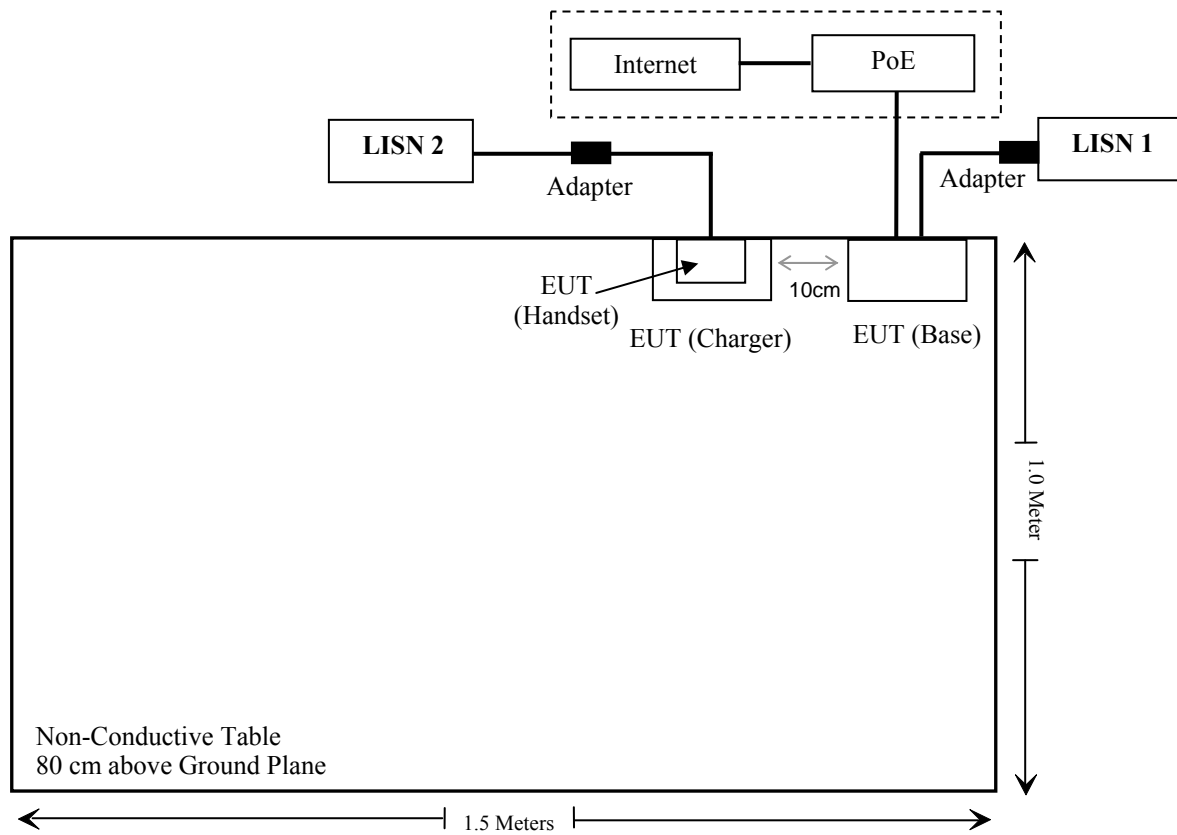 Internet
PoE
LISN 2
LISN 1
Adapter
Adapter
EUT
(Handset)
10cm
EUT (Charger)
EUT (Base)
1.0 Meter
Non-Conductive Table
80 cm above Ground Plane
1.5 Meters